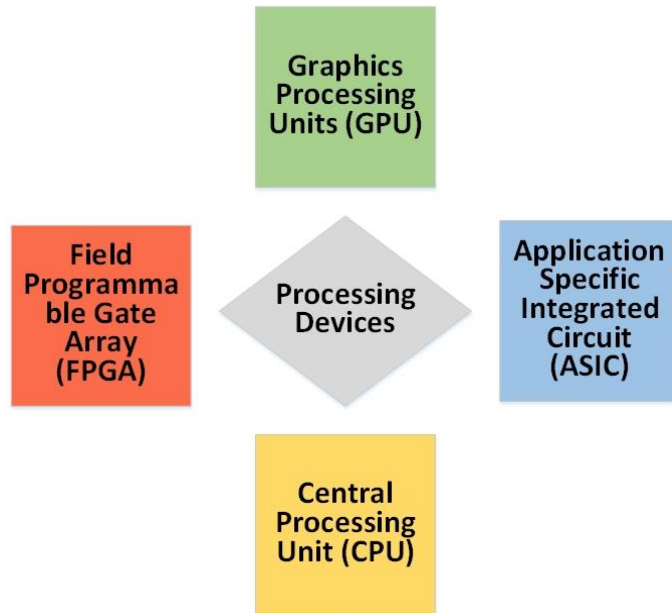 Graphics
Processing
Units (GPU)
Field
Programma
ble Gate
Array
(FPGA)
Processing
Devices
Application
Specific
Integrated
Circuit
(ASIC)
Central
Processing
Unit (CPU)